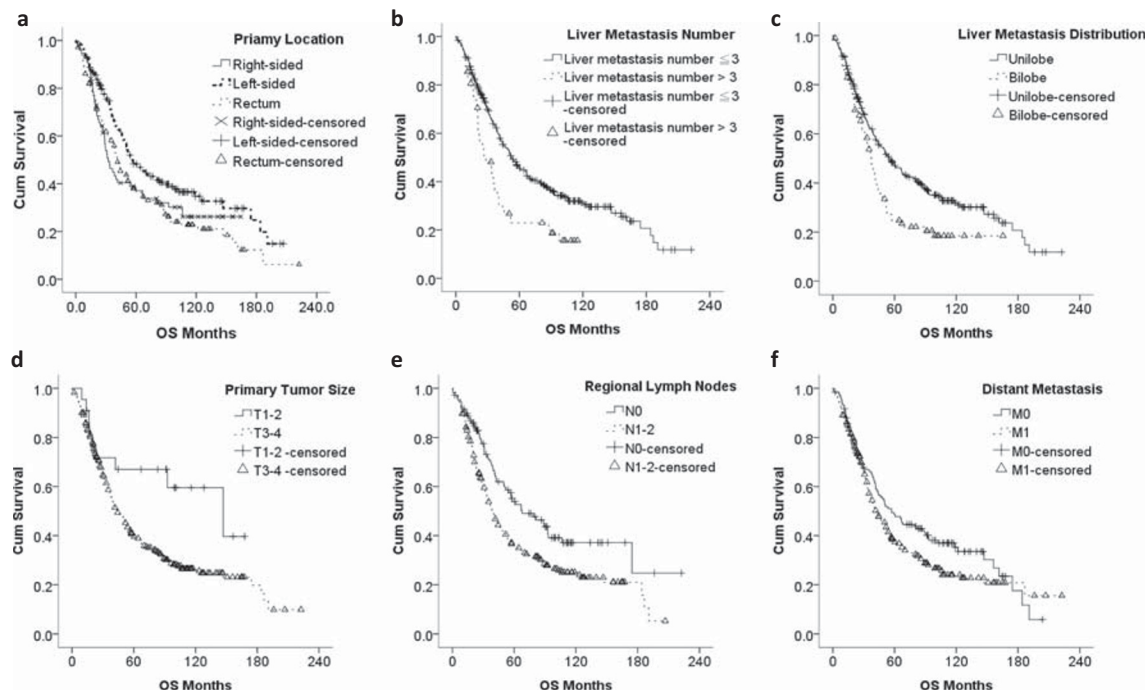 a
Priamy Location
Right-sided
Left-sided
Rectum
Right-sided-censored
Left-sided-censored
Rectum-censored
Cum Survival
1.0
0.8
0.6
0.4
0.2
0.0
.0 60.0 120.0 180.0 240.0
OS Months
b
Liver Metastasis Number
Liver metastasis number ≦3
Liver metastasis number > 3
Liver metastasis number ≦3
-censored
Liver metastasis number > 3
-censored
Cum Survival
1.0
0.8
0.6
0.4
0.2
0.0
0 60 120 180 240
OS Months
c
Liver Metastasis Distribution
Unilobe
Bilobe
Unilobe-censored
Bilobe-censored
Cum Survival
1.0
0.8
0.6
0.4
0.2
0.0
0 60 120 180 240
OS Months
d
Primary Tumor Size
T1-2
T3-4
T1-2 -censored
T3-4 -censored
Cum Survival
1.0
0.8
0.6
0.4
0.2
0.0
0 60 120 180 240
OS Months
e
Regional Lymph Nodes
N0
N1-2
N0-censored
N1-2-censored
Cum Survival
1.0
0.8
0.6
0.4
0.2
0.0
0 60 120 180 240
OS Months
f
Distant Metastasis
M0
M1
M0-censored
M1-censored
Cum Survival
1.0
0.8
0.6
0.4
0.2
0.0
0 60 120 180 240
OS Months